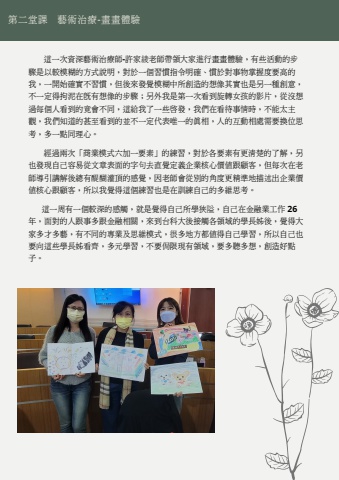 第二堂課　藝術治療-畫畫體驗
這一次資深藝術治療師-許家綾老師帶領大家進行畫畫體驗，有些活動的步
驟是以較模糊的方式說明，對於一個習慣指令明確、慣於對事物掌握度要高的
我，一開始確實不習慣，但後來發覺模糊中所創造的想像其實也是另一種創意，
不一定得拘泥在既有想像的步驟；另外我是第一次看到旋轉女孩的影片，從沒想
過每個人看到的竟會不同，這給我了一些啓發，我們在看待事情時，不能太主
觀，我們知道的甚至看到的並不一定代表唯一的真相，人的互動相處需要換位思
考，多一點同理心。
經過兩次「商業模式六加一要素」的練習，對於各要素有更清楚的了解，另
也發現自己容易從文章表面的字句去直覺定義企業核心價值跟顧客，但每次在老
師導引講解後總有醍醐灌頂的感覺，因老師會從別的角度更精準地描述出企業價
值核心跟顧客，所以我覺得這個練習也是在訓練自己的多維思考。
這一周有一個較深的感觸，就是覺得自己所學狹隘，自己在金融業工作 26
年，面對的人跟事多跟金融相關，來到台科大後接觸各領域的學長姊後，覺得大
家多才多藝，有不同的專業及思維模式，很多地方都值得自己學習，所以自己也
要向這些學長姊看齊，多元學習，不要侷限現有領域，要多聽多想，創造好點
子。